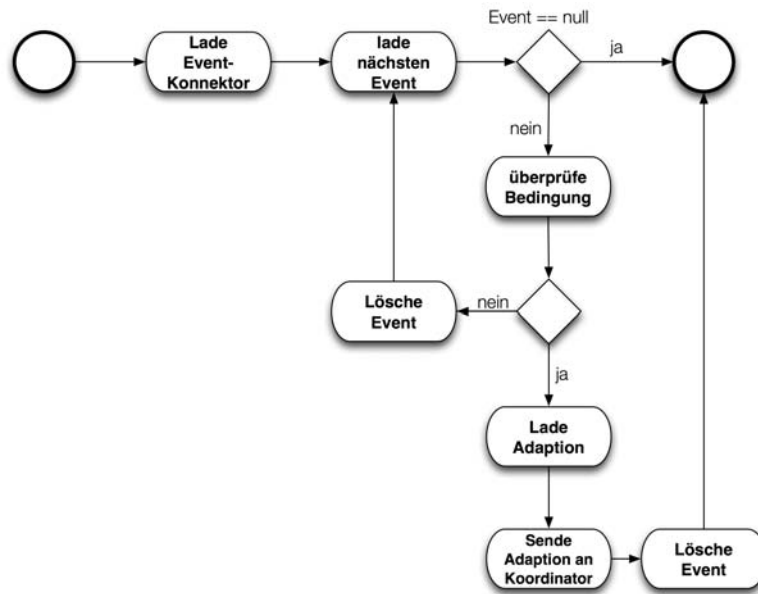 Event == null
Lade
Event-
Konnektor
lade
nächsten
Event
ja
nein
überprüfe
Bedingung
Lösche
Event
nein
ja
Lade
Adaption
Sende
Adaption an
Koordinator
Lösche
Event